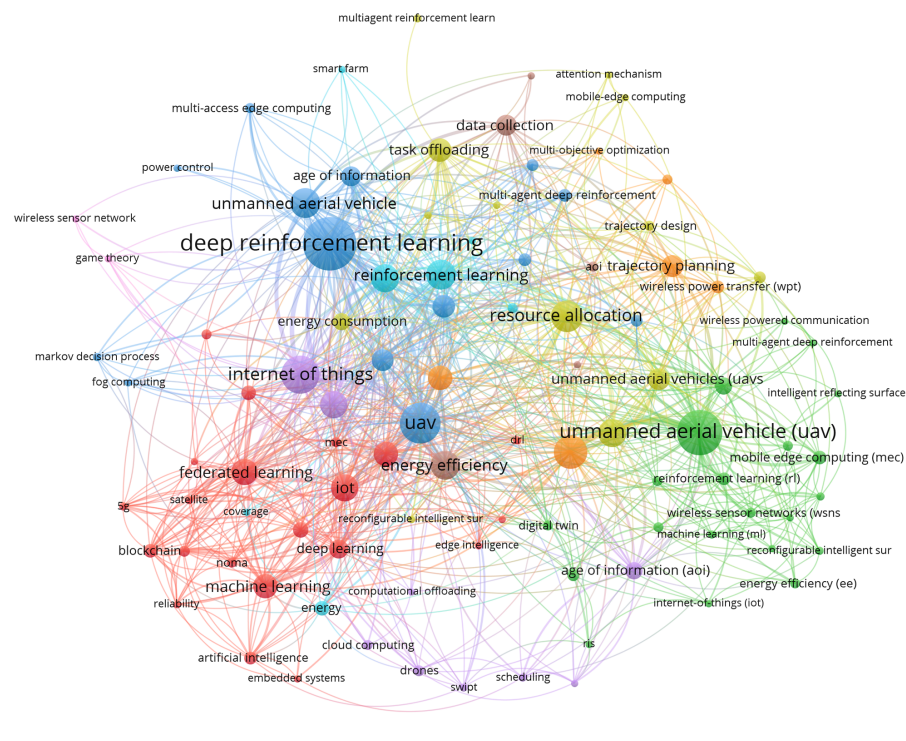 multiagent reinforcement learn
smart farm
attention mechanism
mobile-edge computing
multi-access edge computing
data collection
task offloading
multi-objective optimization
power control
age of information
multi-agent deep reinforcement
unmanned aerial vehicle
wireless sensor network
trajectory design
deep reinforcement learning
game theory
aoi
trajectory planning
reinforcement learning
wireless power transfer (wpt)
resource allocation
energy consumption
wireless powered communication
multi-agent deep reinforcement
markov decision process
internet of things
fog computing
unmanned aerial vehicles (uavs
intelligent reflecting surface
uav
unmanned aerial vehicle (uav)
mec
drl
mobile edge computing (mec)
energy efficiency
federated learning
reinforcement learning (rl)
iot
satellite
5g
coverage
wireless sensor networks (wsns
reconfigurable intelligent sur
digital twin
machine learning (ml)
edge intelligence
deep learning
blockchain
reconfigurable intelligent sur
noma
age of information (aoi)
energy efficiency (ee)
machine learning
computational offloading
reliability
energy
internet-of-things (iot)
cloud computing
ris
artificial intelligence
drones
embedded systems
scheduling
swipt